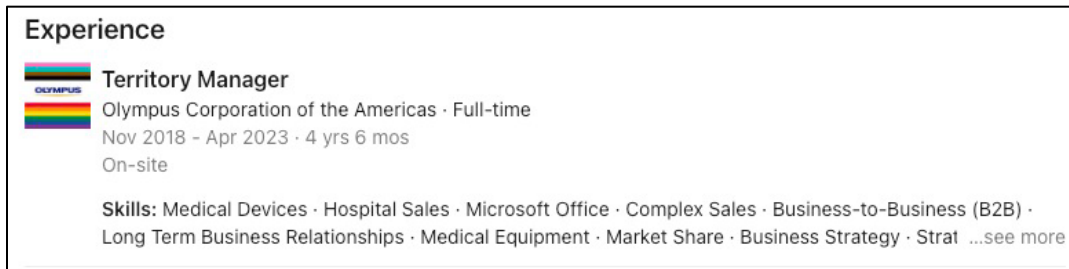 Experience
OLYMPUS
Territory Manager
Olympus Corporation of the Americas · Full-time
Nov 2018 - Apr 2023 · 4 yrs 6 mos
On-site
Skills: Medical Devices · Hospital Sales · Microsoft Office · Complex Sales · Business-to-Business (B2B) ·
Long Term Business Relationships · Medical Equipment · Market Share · Business Strategy · Strat ...see more